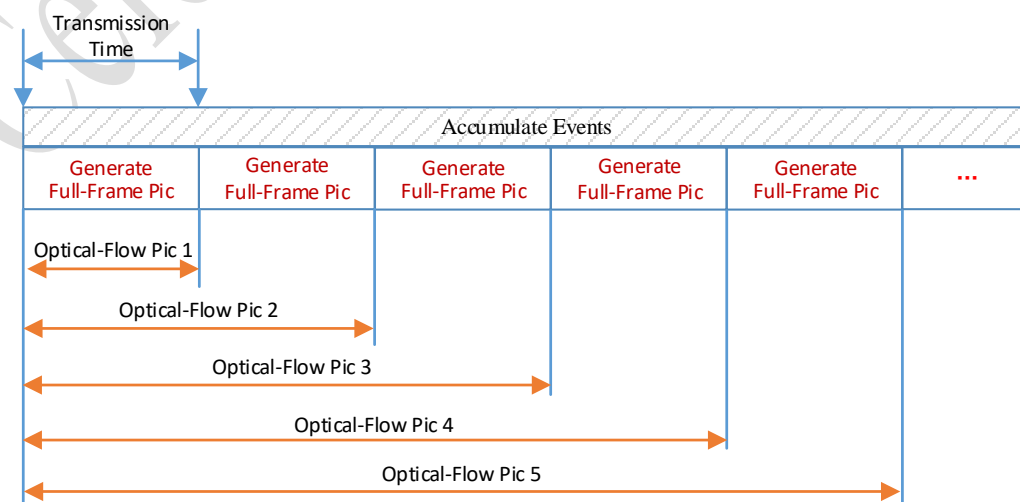 Transmission
Time
Accumulate Events
Generate
Full-Frame Pic
Generate
Full-Frame Pic
Generate
Full-Frame Pic
Generate
Full-Frame Pic
Generate
Full-Frame Pic
...
Optical-Flow Pic 1
Optical-Flow Pic 2
Optical-Flow Pic 3
Optical-Flow Pic 4
Optical-Flow Pic 5